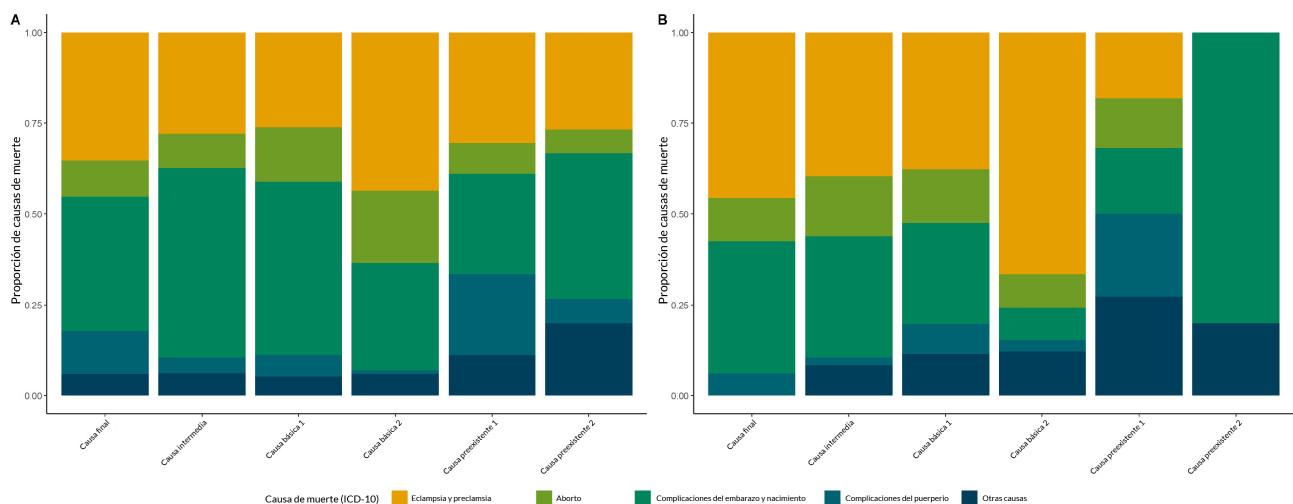 A
Proporción de causas de muerte
1.00
0.75
0.50
0.25
0.00
Causa final
Causa intermedia
Causa básica 1
Causa básica 2
Causa preexistente 1
Causa preexistente 2
B
Proporción de causas de muerte
1.00
0.75
0.50
0.25
0.00
Causa final
Causa intermedia
Causa básica 1
Causa básica 2
Causa preexistente 1
Causa preexistente 2
Causa de muerte (ICD-10) Eclampsia y preclamsia Aborto Complicaciones del embarazo y nacimiento Complicaciones del puerperio Otras causas